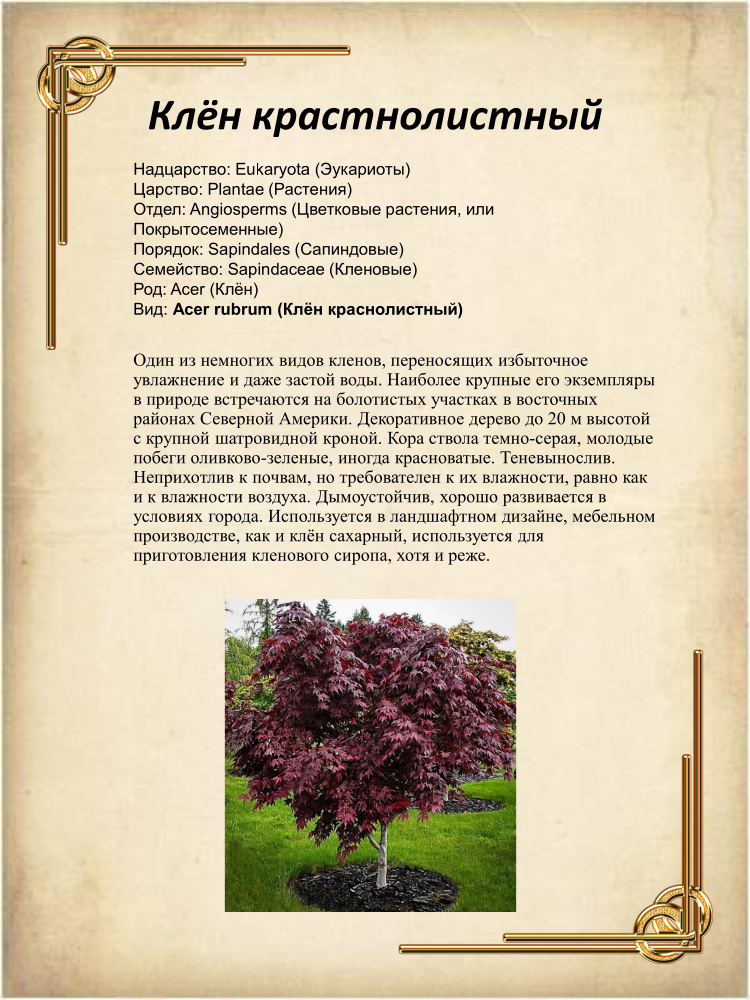 Клён крастнолистный
Надцарство: Eukaryota (Эукариоты)
Царство: Plantae (Растения)
Отдел: Angiosperms (Цветковые растения, или
Покрытосеменные)
Порядок: Sapindales (Сапиндовые)
Семейство: Sapindaceae (Кленовые)
Род: Acer (Клён)
Вид: Acer rubrum (Клён краснолистный)
Один из немногих видов кленов, переносящих избыточное
увлажнение и даже застой воды. Наиболее крупные его экземпляры
в природе встречаются на болотистых участках в восточных
районах Северной Америки. Декоративное дерево до 20 м высотой
с крупной шатровидной кроной. Кора ствола темно-серая, молодые
побеги оливково-зеленые, иногда красноватые. Теневынослив.
Неприхотлив к почвам, но требователен к их влажности, равно как
и к влажности воздуха. Дымоустойчив, хорошо развивается в
условиях города. Используется в ландшафтном дизайне, мебельном
производстве, как и клён сахарный, используется для
приготовления кленового сиропа, хотя и реже.